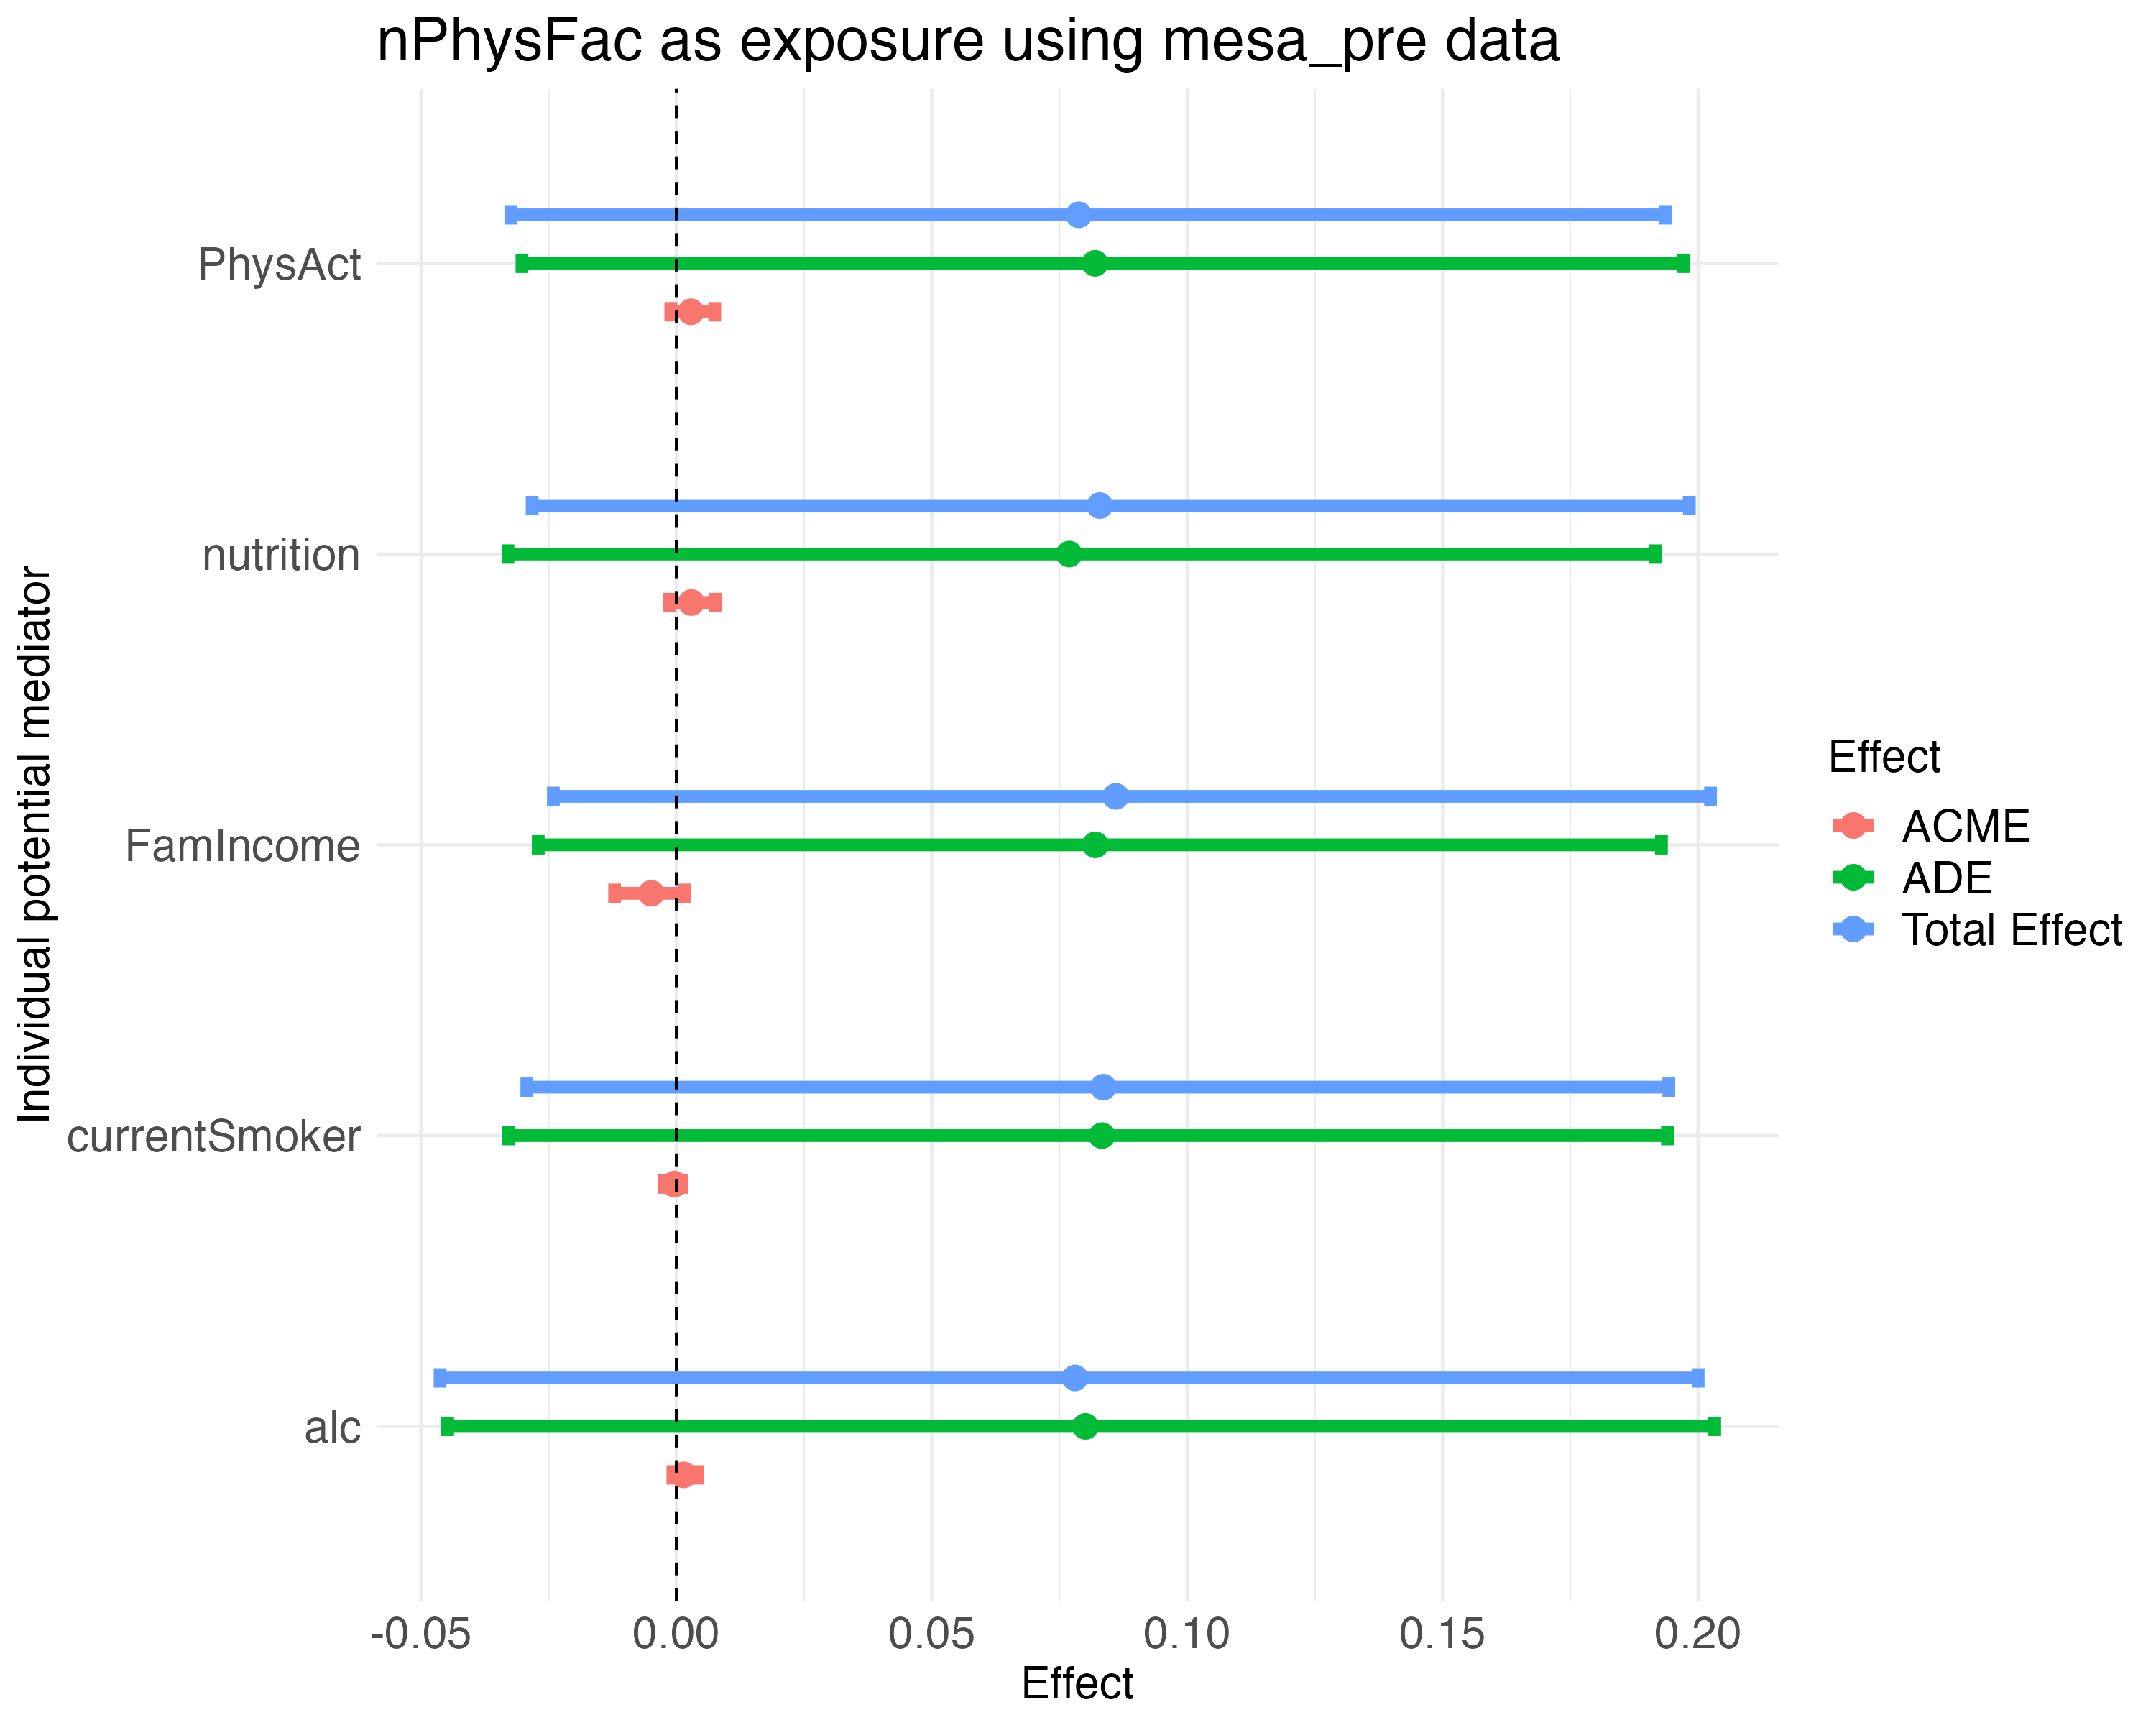 nPhysFac as exposure using mesa_pre data
Individual potential mediator
PhysAct
nutrition
FamIncome
currentSmoker
alc
-0.05 0.00 0.05 0.10 0.15 0.20
Effect
Effect
ACME
ADE
Total Effect